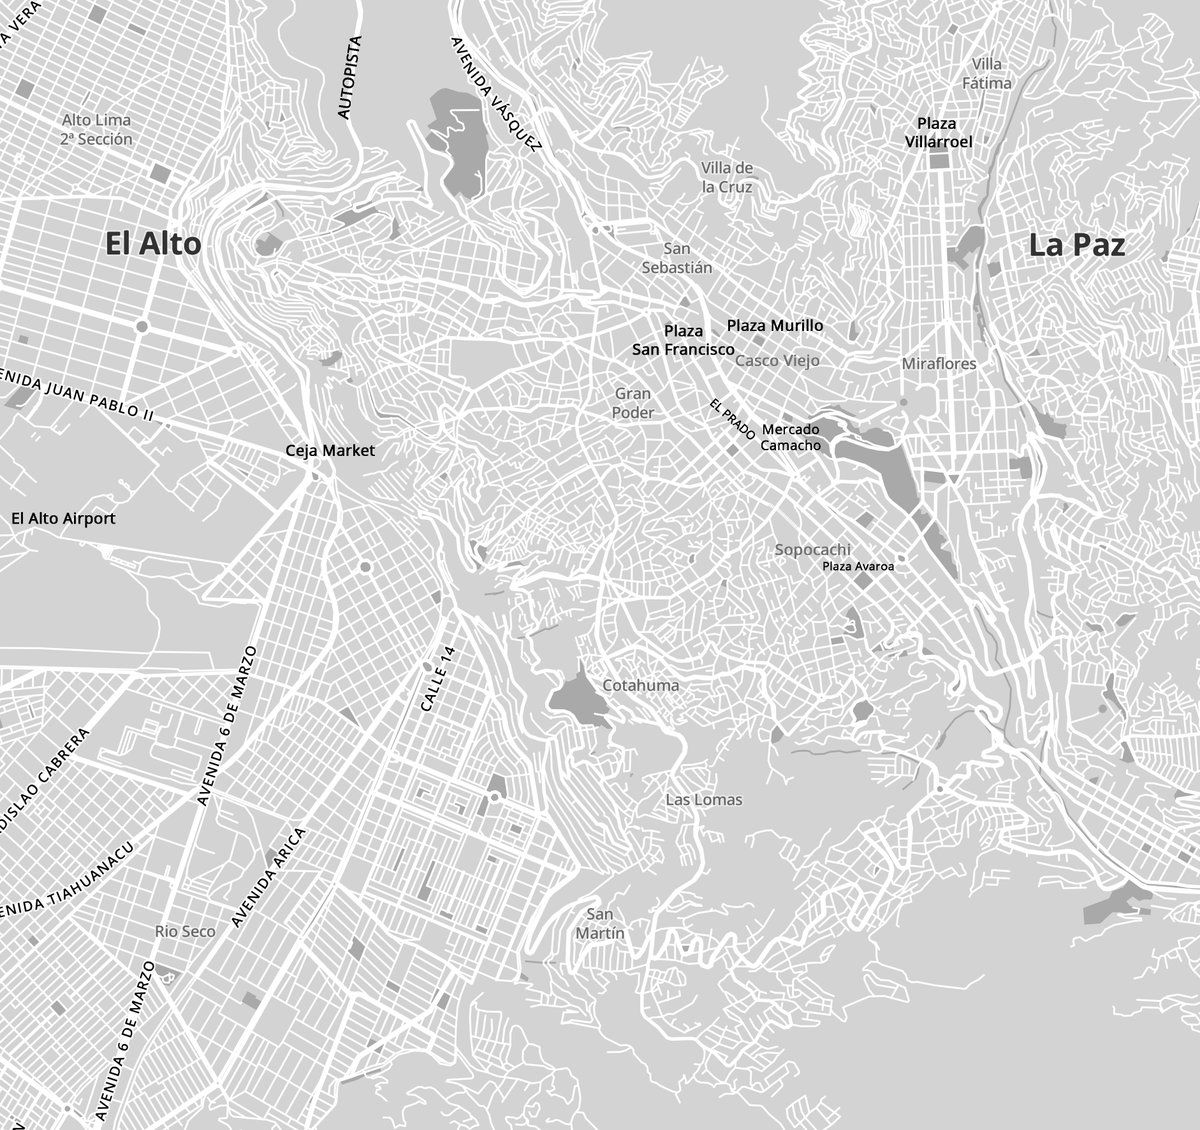 A VERA
AUTOPISTA
AVENIDA VÁSQUEZ
Villa
Fátima
Alto Lima
2ª Sección
Plaza
Villarroel
Villa de
la Cruz
El Alto
San
Sebastián
La Paz
Plaza
San Francisco
Plaza Murillo
Casco Viejo
Miraflores
ENIDA JUAN PABLO II
Gran
Poder
EL PRADO
Mercado
Camacho
Ceja Market
El Alto Airport
Sopocachi
Plaza Avaroa
AVENIDA 6 DE MARZO
CALLE 14
Cotahuma
DISLAO CABRERA
Las Lomas
ENIDA TIAHUANACU
AVENIDA ARICA
San
Martín
Rio Seco
AVENIDA 6 DE MARZO